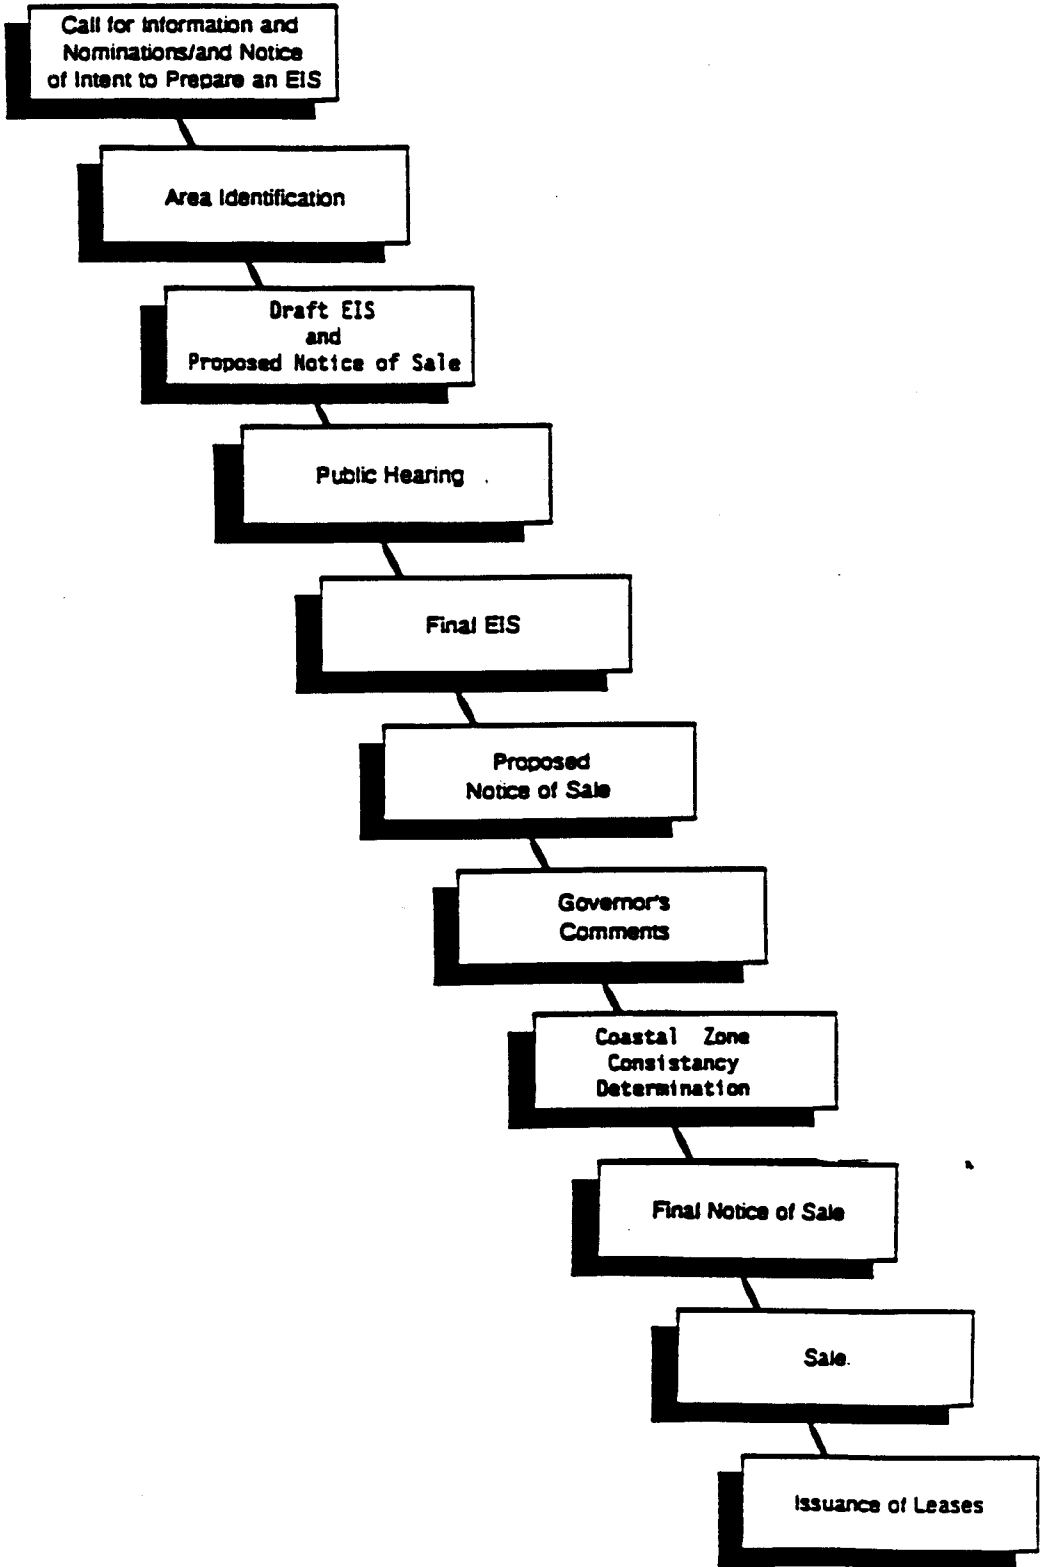 Call for Information and
Nominations/and Notice
of Intent to Prepare an EIS
Area Identification
Draft EIS
and
Proposed Notice of Sale
Public Hearing
Final EIS
Proposed
Notice of Sale
Governor's
Comments
Coastal Zone
Consistancy
Determination
Final Notice of Sale
Sale
Issuance of Leases